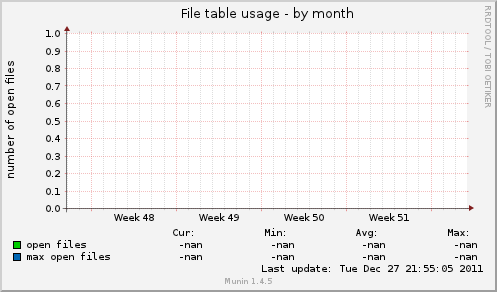 File table usage - by month
RRDTOOL / TOBI OETIKER
number of open files
1.0
0.9
0.8
0.7
0.6
0.5
0.4
0.3
0.2
0.1
0.0
Week 48 Week 49 Week 50 Week 51
Cur: Min: Avg: Max:
open files -nan -nan -nan -nan
max open files -nan -nan -nan -nan
Last update: Tue Dec 27 21:55:05 2011
Munin 1.4.5